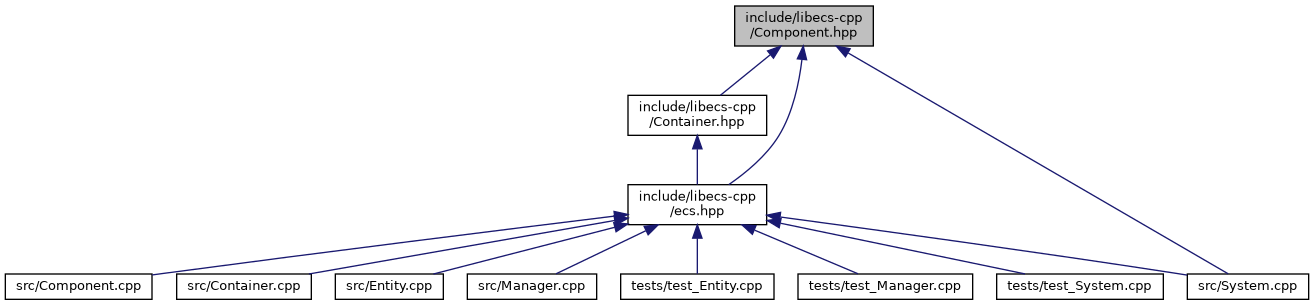 include/libecs-cpp
/Component.hpp
include/libecs-cpp
/Container.hpp
include/libecs-cpp
/ecs.hpp
src/Component.cpp
src/Container.cpp
src/Entity.cpp
src/Manager.cpp
tests/test_Entity.cpp
tests/test_Manager.cpp
tests/test_System.cpp
src/System.cpp